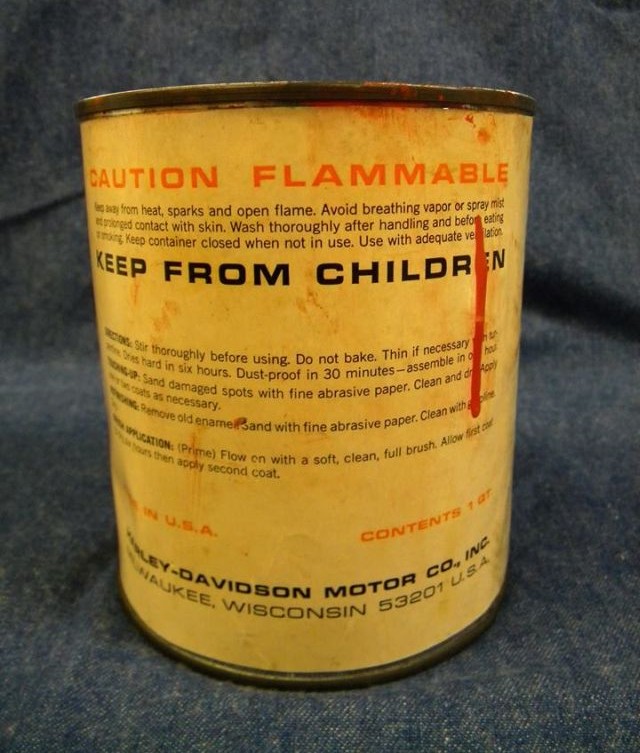 CAUTION FLAMMABLE
Keep away from heat, sparks and open flame. Avoid breathing vapor or spray mist
and prolonged contact with skin. Wash thoroughly after handling and before eating
or smoking. Keep container closed when not in use. Use with adequate ventilation.
KEEP FROM CHILDREN
DIRECTIONS: Stir thoroughly before using. Do not bake. Thin if necessary
Dries hard in six hours. Dust-proof in 30 minutes—assemble in
Sand damaged spots with fine abrasive paper. Clean and dry. Apply
coats as necessary.
Remove old enamel. Sand with fine abrasive paper. Clean with
APPLICATION: (Prime) Flow on with a soft, clean, full brush. Allow first coat
hours then apply second coat.
IN U.S.A.
CONTENTS 1 QT
HARLEY-DAVIDSON MOTOR CO., INC.
MILWAUKEE, WISCONSIN 53201 U.S.A.